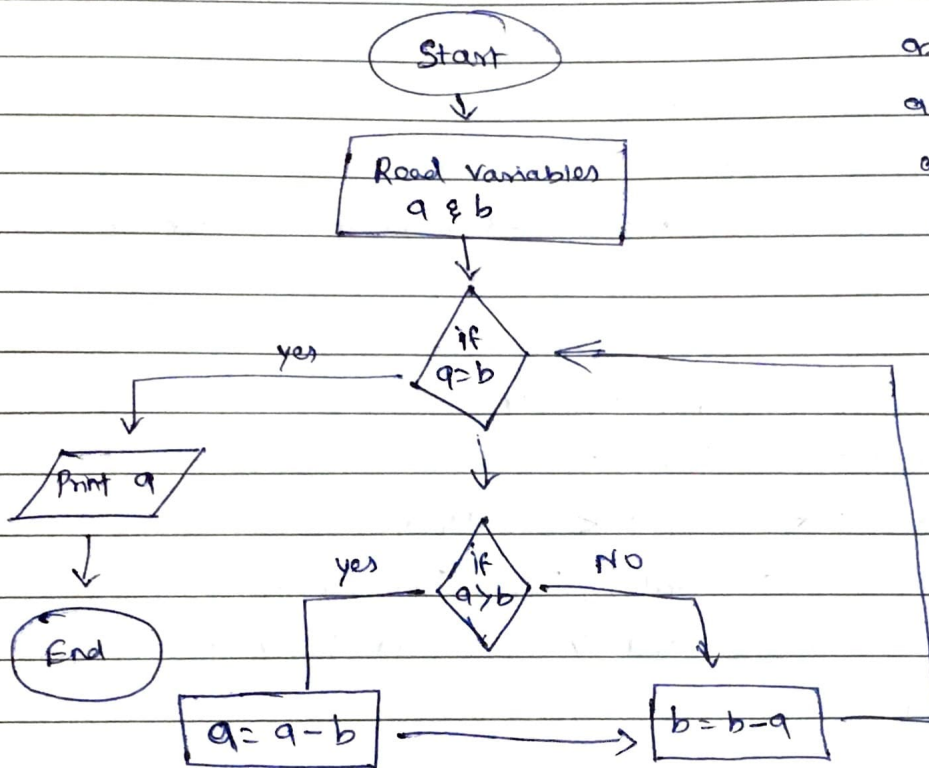 Start
Read variables
a & b
if
a=b
yes
Print a
End
if
a>b
yes
NO
a= a-b
b= b-a